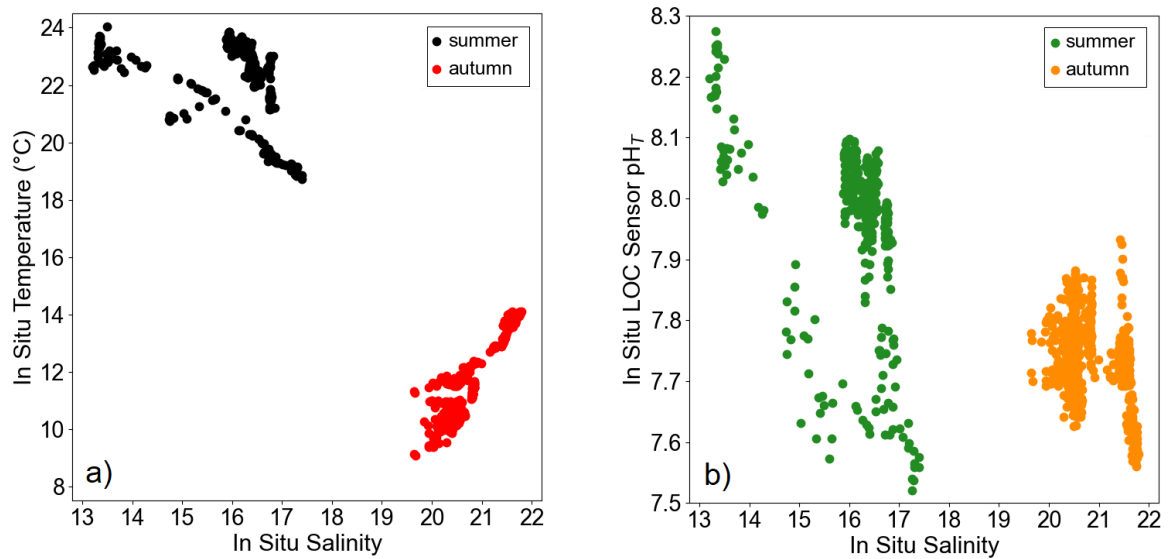 24
22
20
18
16
14
12
10
8
In Situ Temperature (°C)
summer
autumn
a)
13 14 15 16 17 18 19 20 21 22
In Situ Salinity
8.3
8.2
8.1
8.0
7.9
7.8
7.7
7.6
7.5
In Situ LOC Sensor pH_T
summer
autumn
b)
13 14 15 16 17 18 19 20 21 22
In Situ Salinity